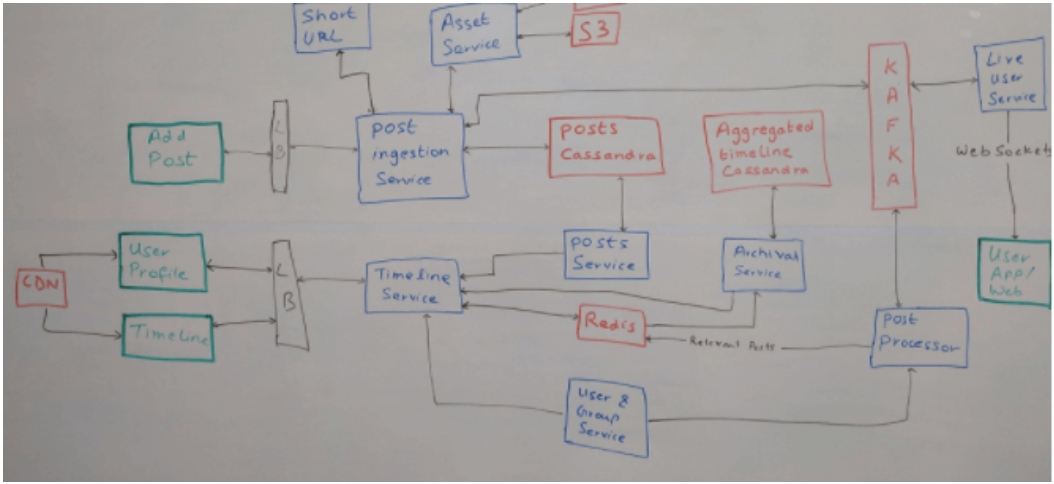 Short
URL
Asset
Service
S3
K
A
F
K
A
Live
User
Service
Add
Post
L
B
post
ingestion
Service
posts
Cassandra
Aggregated
timeline
Cassandra
Web Sockets
User
Profile
CDN
Timeline
L
B
Timeline
Service
posts
Service
Archival
Service
User
App/
Web
Redis
Relevant Posts
Post
Processor
User &
Group
Service